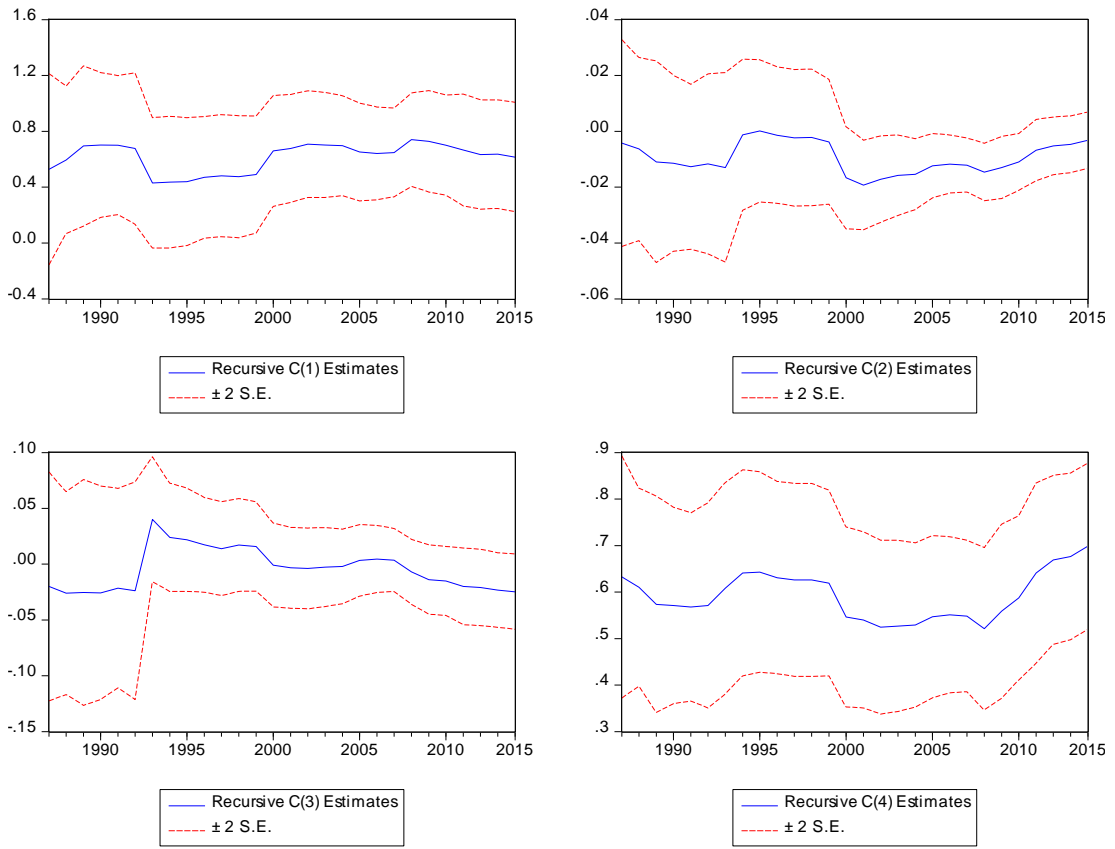 1.6
1.2
0.8
0.4
0.0
-0.4
1990 1995 2000 2005 2010 2015
Recursive C(1) Estimates
± 2 S.E.
.04
.02
.00
-.02
-.04
-.06
1990 1995 2000 2005 2010 2015
Recursive C(2) Estimates
± 2 S.E.
.10
.05
.00
-.05
-.10
-.15
1990 1995 2000 2005 2010 2015
Recursive C(3) Estimates
± 2 S.E.
.9
.8
.7
.6
.5
.4
.3
1990 1995 2000 2005 2010 2015
Recursive C(4) Estimates
± 2 S.E.